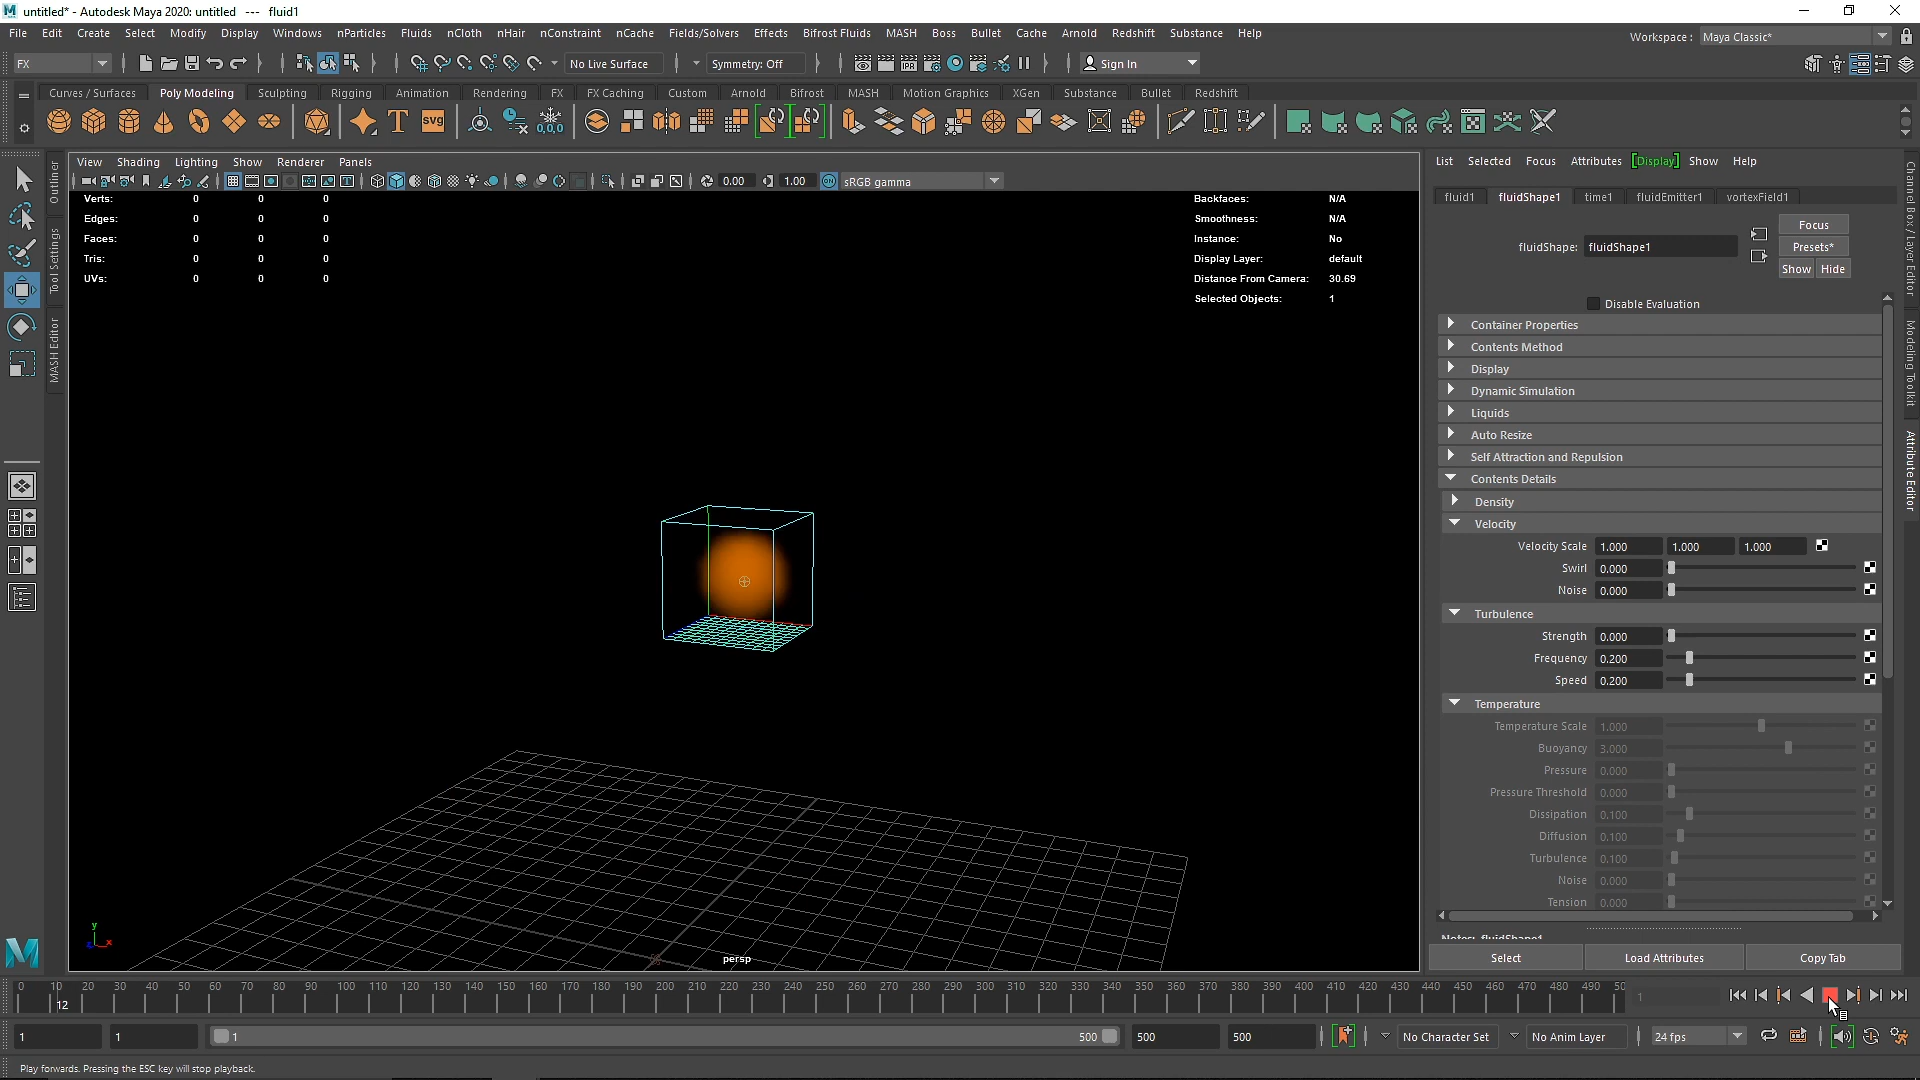 untitled* - Autodesk Maya 2020: untitled --- fluid1
File Edit Create Select Modify Display Windows nParticles Fluids nCloth nHair nConstraint nCache Fields/Solvers Effects Bifrost Fluids MASH Boss Bullet Cache Arnold Redshift Substance Help
Workspace : Maya Classic*
FX No Live Surface Symmetry: Off Sign In
Curves / Surfaces Poly Modeling Sculpting Rigging Animation Rendering FX FX Caching Custom Arnold Bifrost MASH Motion Graphics XGen Substance Bullet Redshift
T svg 0,0,0
Outliner
Tool Settings
MASH Editor
View Shading Lighting Show Renderer Panels
0.00 1.00 ON sRGB gamma
Verts: 0 0 0
Edges: 0 0 0
Faces: 0 0 0
Tris: 0 0 0
UVs: 0 0 0
Backfaces: N/A
Smoothness: N/A
Instance: No
Display Layer: default
Distance From Camera: 30.69
Selected Objects: 1
y
x
persp
List Selected Focus Attributes [Display] Show Help
fluid1 fluidShape1 time1 fluidEmitter1 vortexField1
fluidShape: fluidShape1
Focus
Presets*
Show Hide
Disable Evaluation
Container Properties
Contents Method
Display
Dynamic Simulation
Liquids
Auto Resize
Self Attraction and Repulsion
Contents Details
Density
Velocity
Velocity Scale 1.000 1.000 1.000
Swirl 0.000
Noise 0.000
Turbulence
Strength 0.000
Frequency 0.200
Speed 0.200
Temperature
Temperature Scale 1.000
Buoyancy 3.000
Pressure 0.000
Pressure Threshold 0.000
Dissipation 0.100
Diffusion 0.100
Turbulence 0.100
Noise 0.000
Tension 0.000
Notes: fluidShape1
Select Load Attributes Copy Tab
Channel Box / Layer Editor
Modeling Toolkit
Attribute Editor
0 10 20 30 40 50 60 70 80 90 100 110 120 130 140 150 160 170 180 190 200 210 220 230 240 250 260 270 280 290 300 310 320 330 340 350 360 370 380 390 400 410 420 430 440 450 460 470 480 490 50
12
1
1 1 1 500 500 500 No Character Set No Anim Layer 24 fps
Play forwards. Pressing the ESC key will stop playback.